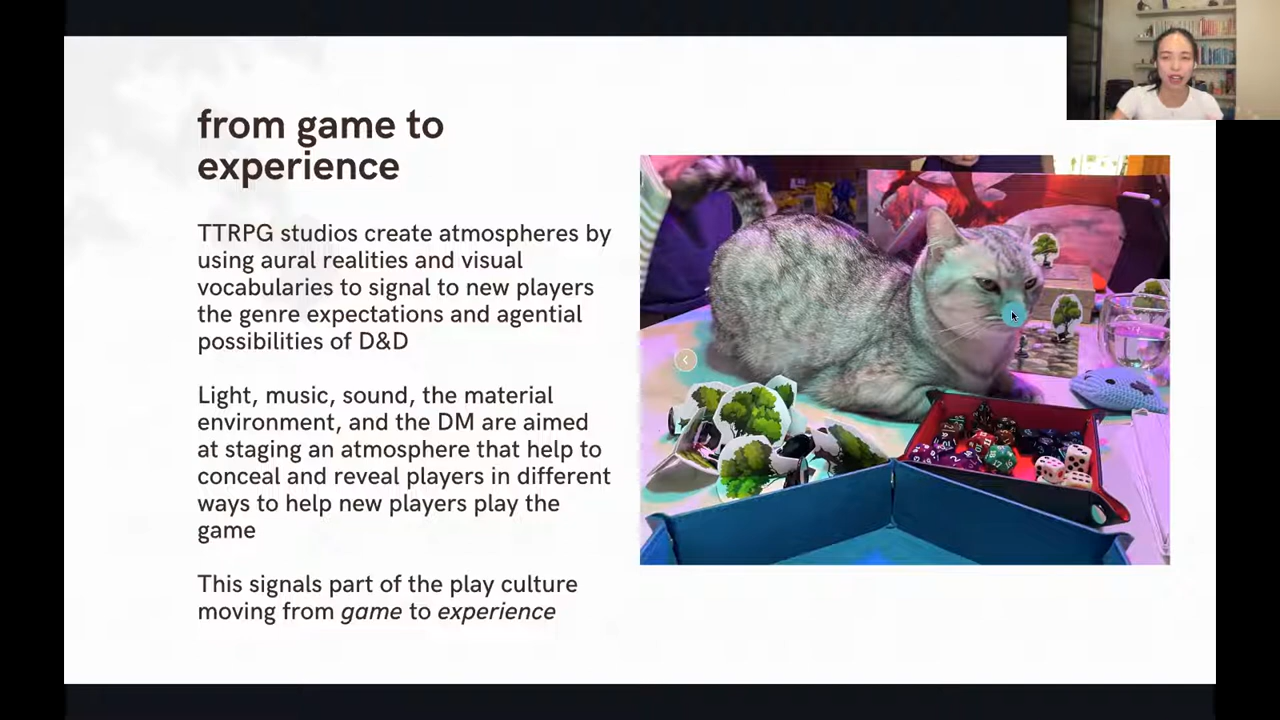 from game to
experience
TTRPG studios create atmospheres by
using aural realities and visual
vocabularies to signal to new players
the genre expectations and agential
possibilities of D&D
Light, music, sound, the material
environment, and the DM are aimed
at staging an atmosphere that help to
conceal and reveal players in different
ways to help new players play the
game
This signals part of the play culture
moving from game to experience